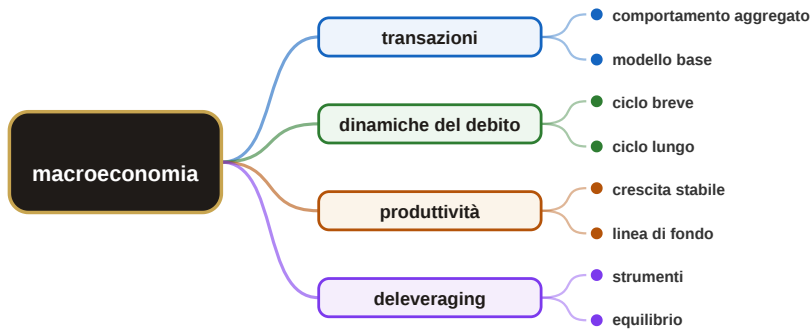 macroeconomia
transazioni
comportamento aggregato
modello base
dinamiche del debito
ciclo breve
ciclo lungo
produttività
crescita stabile
linea di fondo
deleveraging
strumenti
equilibrio